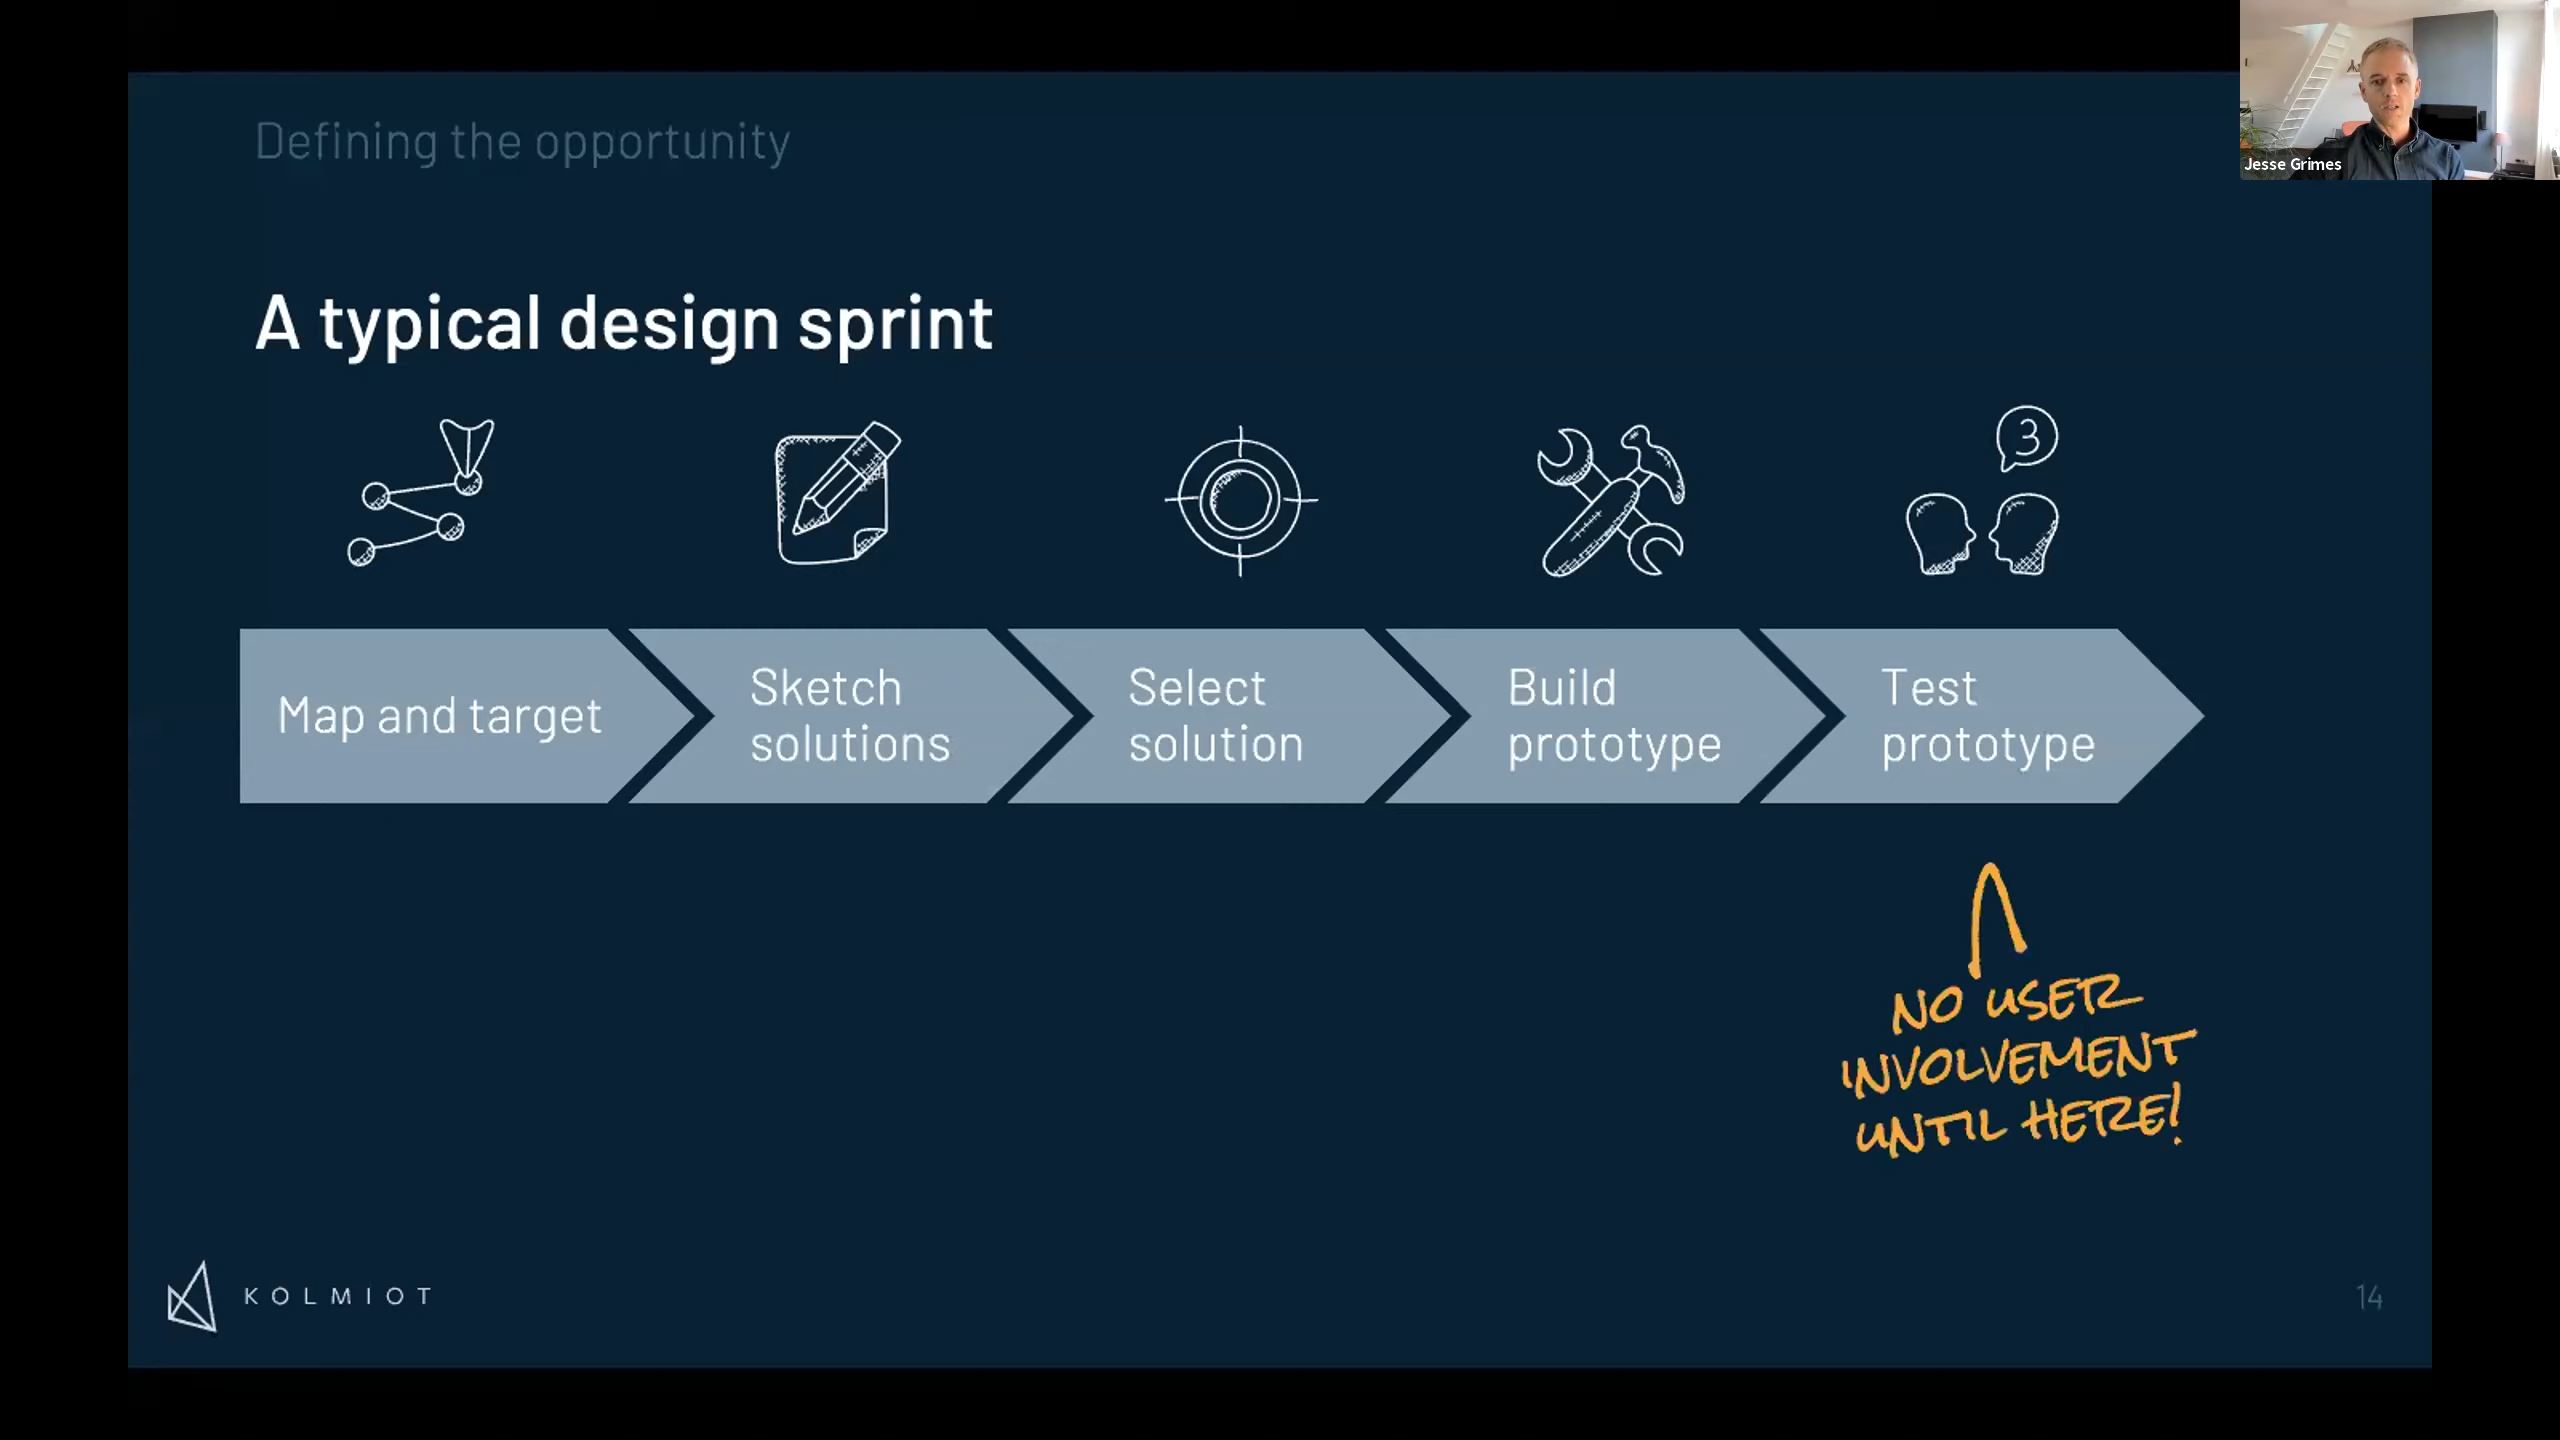 Jesse Grimes
Defining the opportunity
A typical design sprint
3
Map and target
Sketch
solutions
Select
solution
Build
prototype
Test
prototype
NO USER
INVOLVEMENT
UNTIL HERE!
KOLMIOT
14